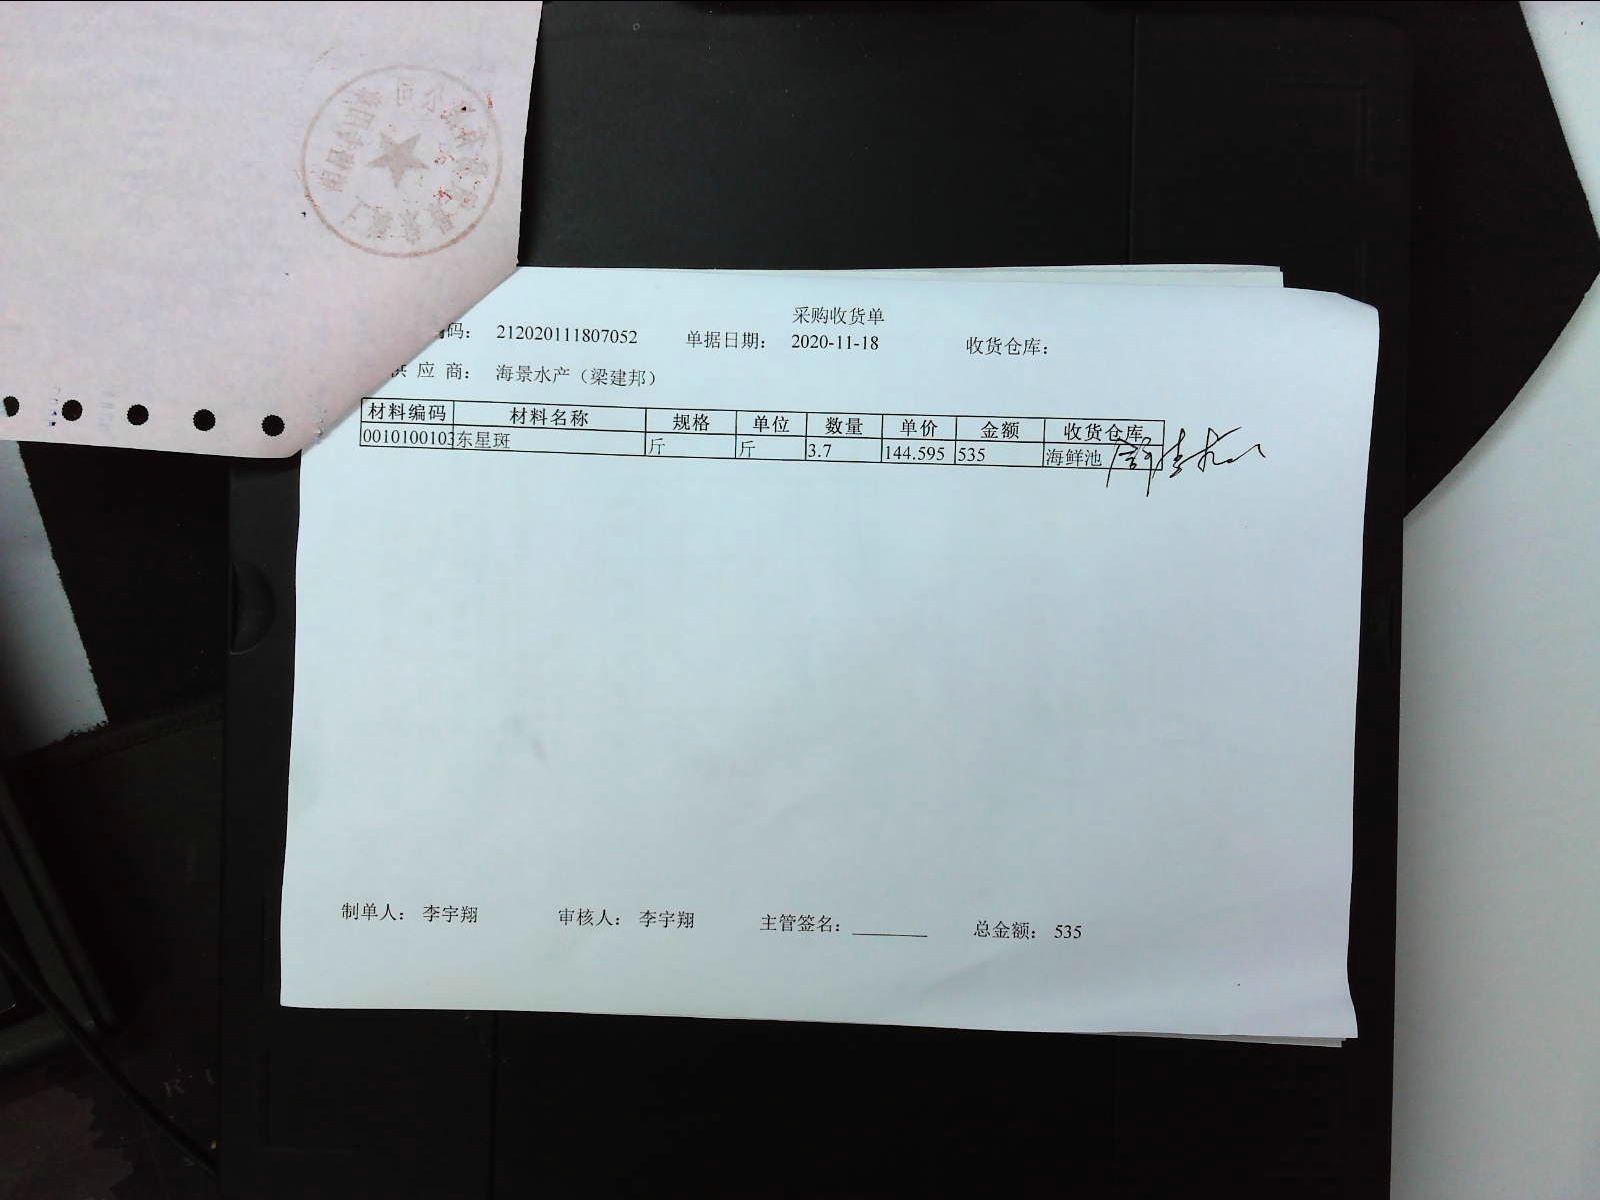 采购收货单
码： 212020111807052 单据日期： 2020-11-18 收货仓库：
供 应 商： 海景水产（梁建邦）
材料编码 材料名称 规格 单位 数量 单价 金额 收货仓库
0010100103 东星斑 斤 斤 3.7 144.595 535 海鲜池
制单人： 李宇翔 审核人： 李宇翔 主管签名： 总金额： 535